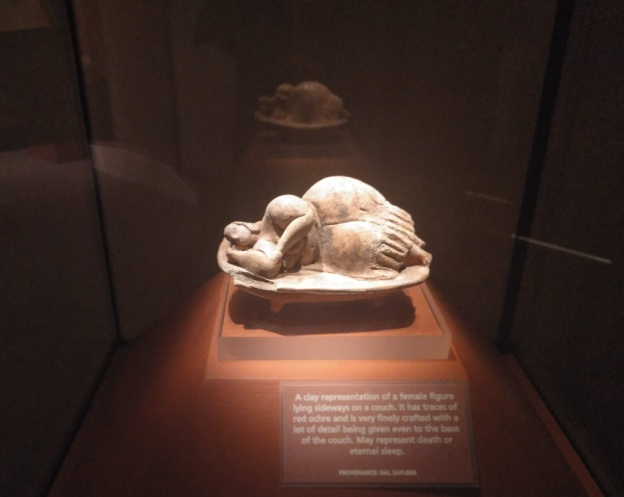 A clay representation of a female figure
lying sideways on a couch. It has traces of
red ochre and is very finely crafted with a
lot of detail being given even to the base
of the couch. May represent death or
eternal sleep.
PROVENANCE: HAL SAFLIENI